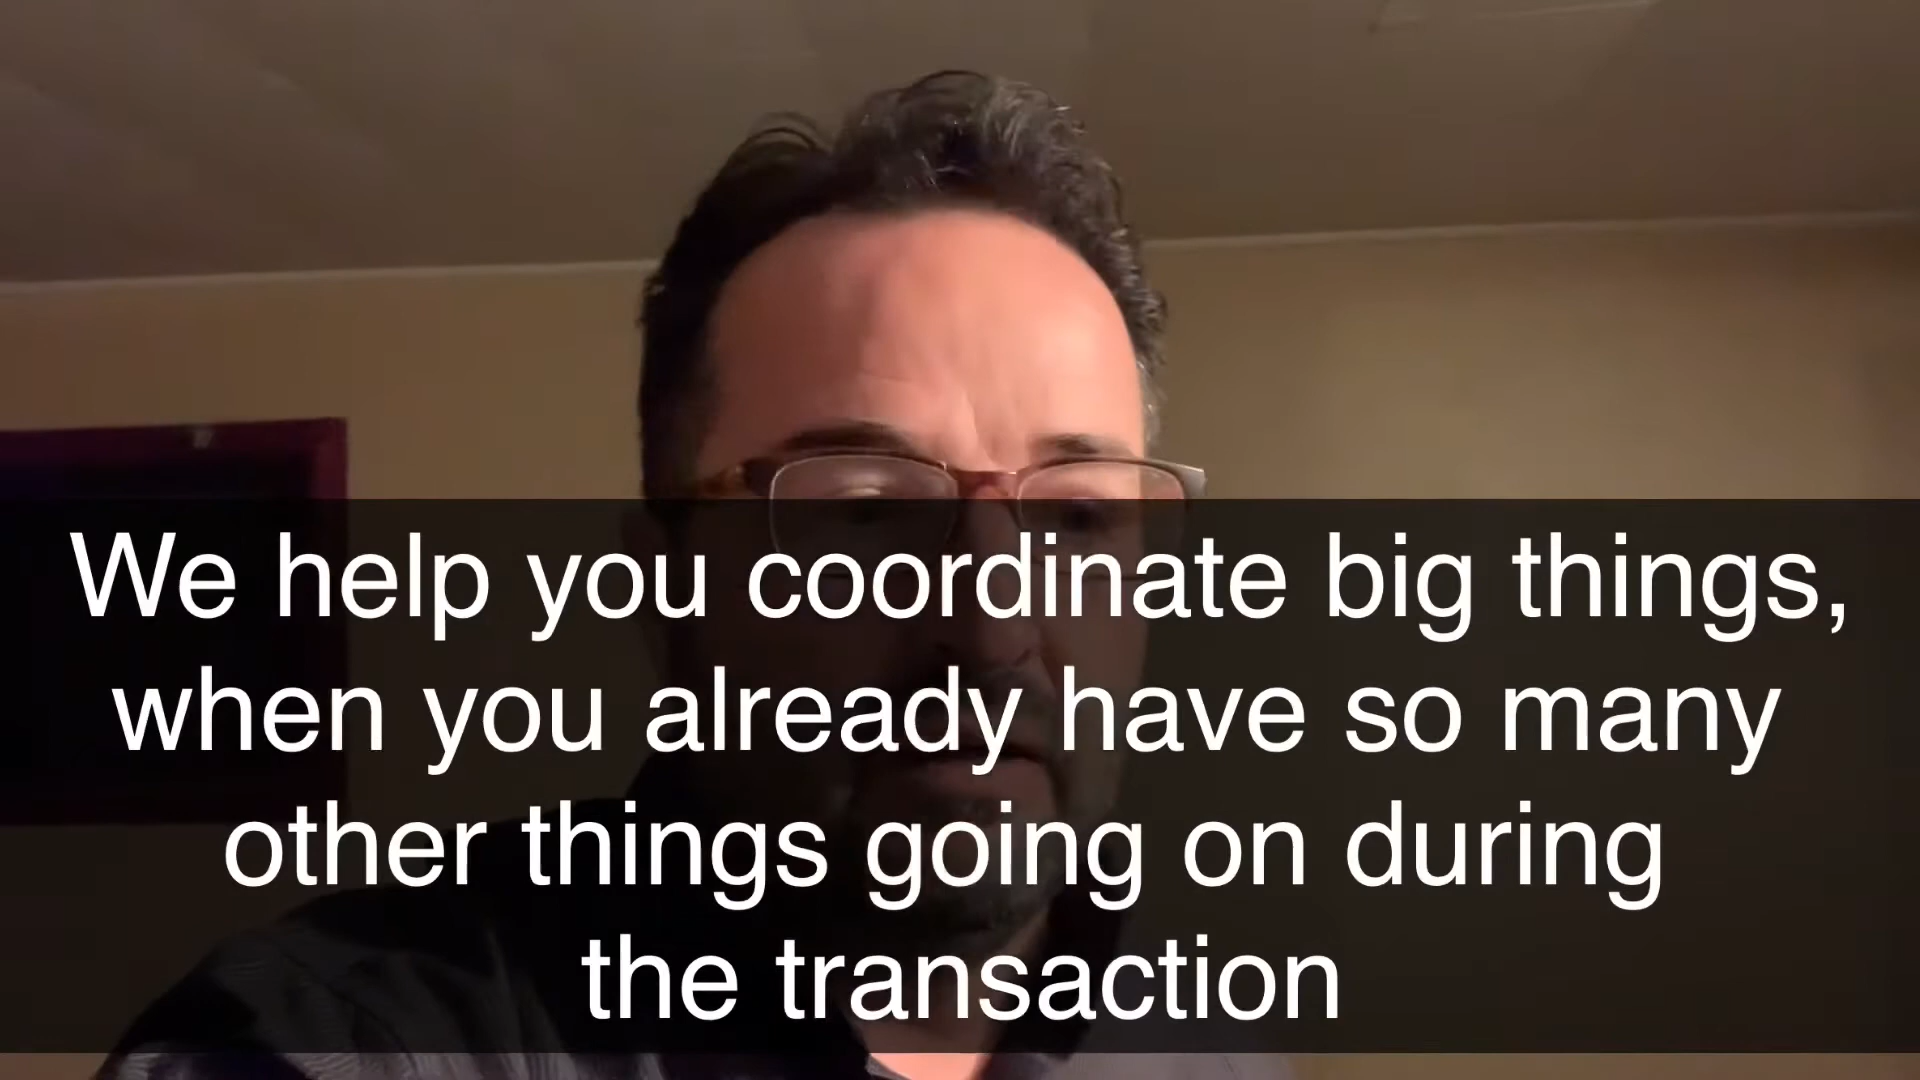 We help you coordinate big things,
when you already have so many
other things going on during
the transaction